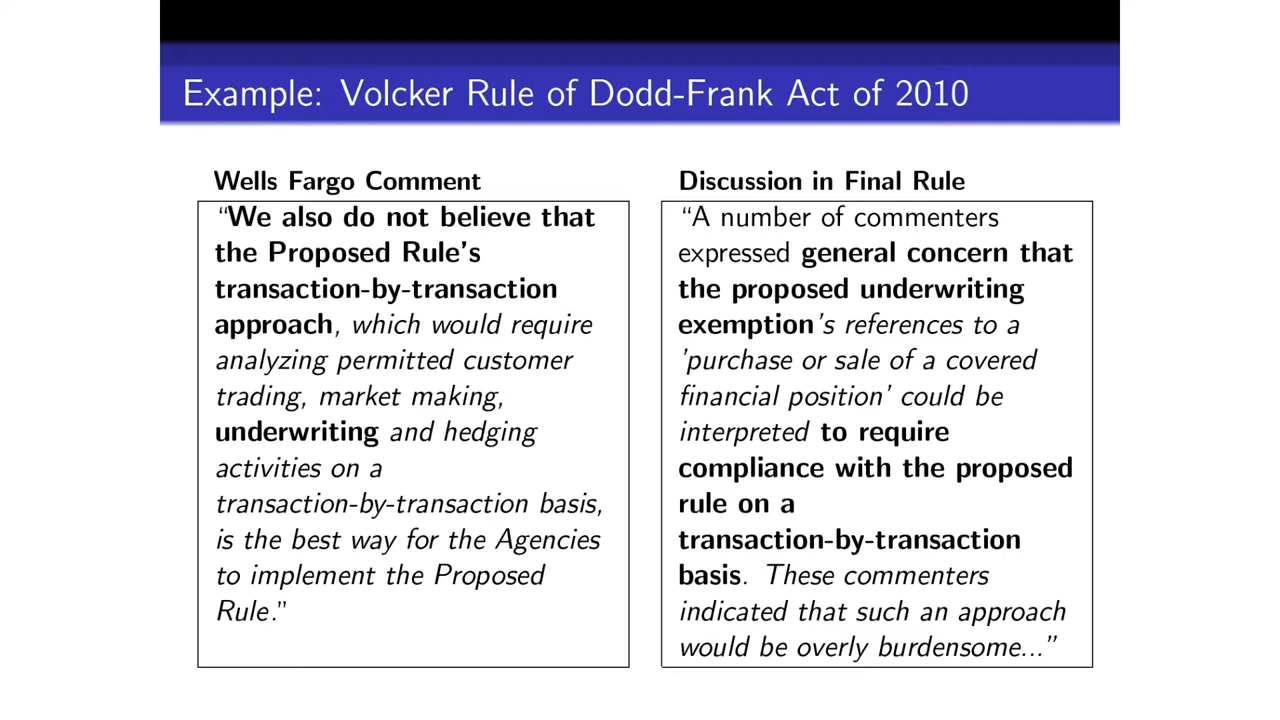 Example: Volcker Rule of Dodd-Frank Act of 2010
Wells Fargo Comment
“We also do not believe that
the Proposed Rule’s
transaction-by-transaction
approach, which would require
analyzing permitted customer
trading, market making,
underwriting and hedging
activities on a
transaction-by-transaction basis,
is the best way for the Agencies
to implement the Proposed
Rule.”
Discussion in Final Rule
“A number of commenters
expressed general concern that
the proposed underwriting
exemption’s references to a
’purchase or sale of a covered
financial position’ could be
interpreted to require
compliance with the proposed
rule on a
transaction-by-transaction
basis. These commenters
indicated that such an approach
would be overly burdensome...”